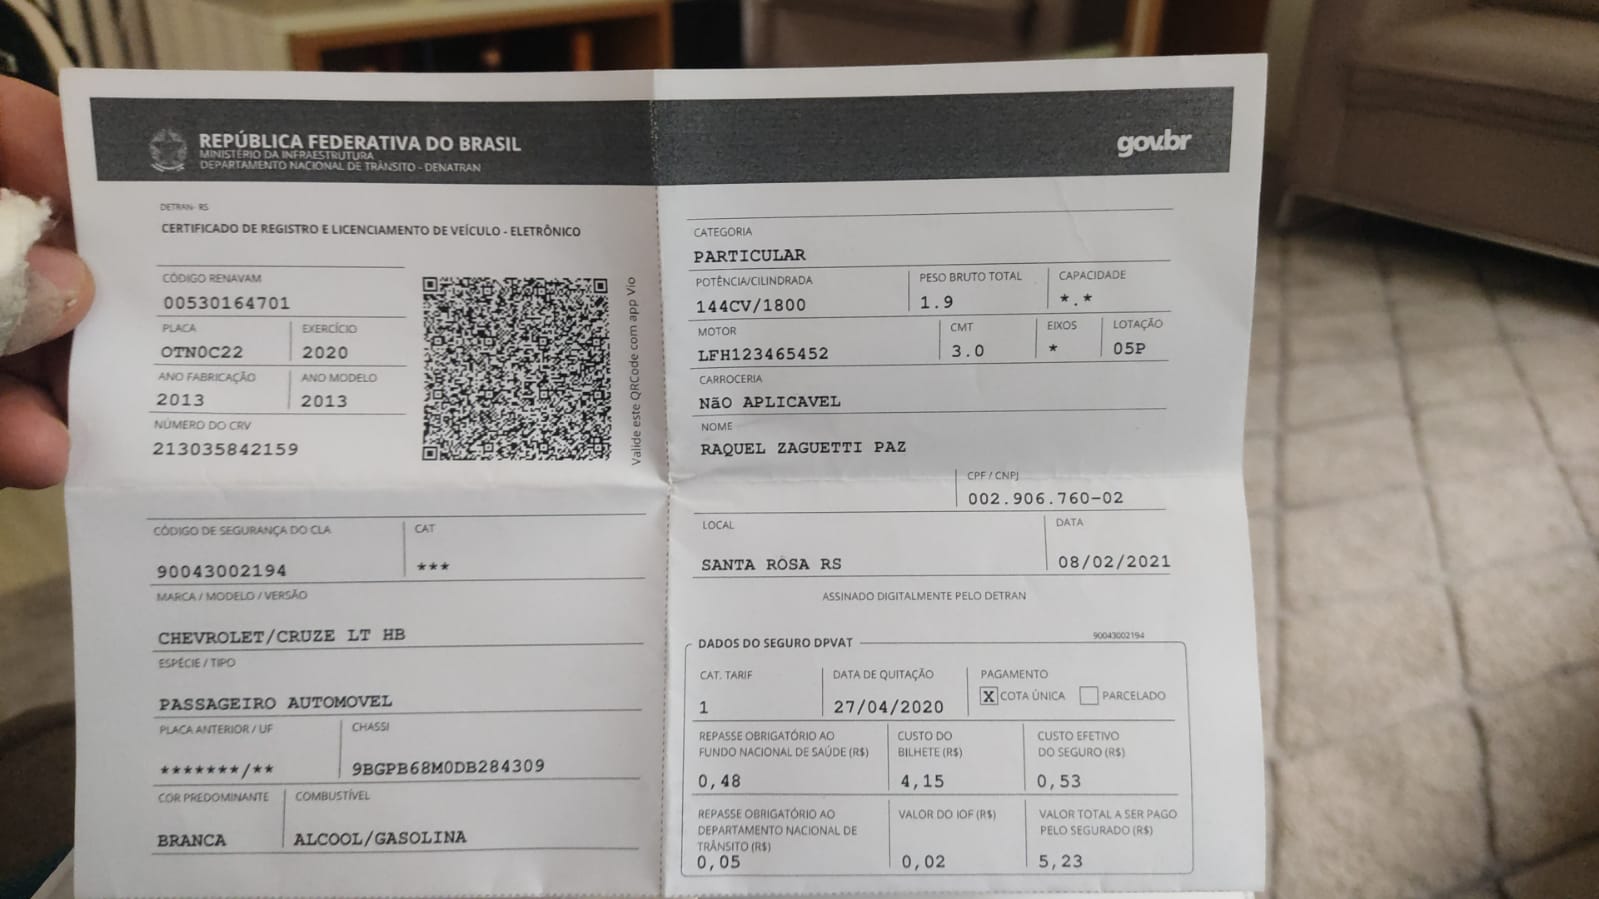 REPÚBLICA FEDERATIVA DO BRASIL
MINISTÉRIO DA INFRAESTRUTURA
DEPARTAMENTO NACIONAL DE TRÂNSITO - DENATRAN
gov.br
DETRAN- RS
CERTIFICADO DE REGISTRO E LICENCIAMENTO DE VEÍCULO - ELETRÔNICO
CÓDIGO RENAVAM
00530164701
PLACA EXERCÍCIO
OTN0C22 2020
ANO FABRICAÇÃO ANO MODELO
2013 2013
NÚMERO DO CRV
213035842159
Valide este QRCode com app Vio
CÓDIGO DE SEGURANÇA DO CLA CAT
90043002194 ***
MARCA / MODELO / VERSÃO
CHEVROLET/CRUZE LT HB
ESPÉCIE / TIPO
PASSAGEIRO AUTOMOVEL
PLACA ANTERIOR / UF CHASSI
*******/** 9BGPB68M0DB284309
COR PREDOMINANTE COMBUSTÍVEL
BRANCA ALCOOL/GASOLINA
CATEGORIA
PARTICULAR
POTÊNCIA/CILINDRADA PESO BRUTO TOTAL CAPACIDADE
144CV/1800 1.9 *.*
MOTOR CMT EIXOS LOTAÇÃO
LFH123465452 3.0 * 05P
CARROCERIA
NãO APLICAVEL
NOME
RAQUEL ZAGUETTI PAZ
CPF / CNPJ
002.906.760-02
LOCAL DATA
SANTA ROSA RS 08/02/2021
ASSINADO DIGITALMENTE PELO DETRAN
90043002194
DADOS DO SEGURO DPVAT
CAT. TARIF DATA DE QUITAÇÃO PAGAMENTO
1 27/04/2020 X COTA ÚNICA PARCELADO
REPASSE OBRIGATÓRIO AO CUSTO DO CUSTO EFETIVO
FUNDO NACIONAL DE SAÚDE (R$) BILHETE (R$) DO SEGURO (R$)
0,48 4,15 0,53
REPASSE OBRIGATÓRIO AO VALOR DO IOF (R$) VALOR TOTAL A SER PAGO
DEPARTAMENTO NACIONAL DE PELO SEGURADO (R$)
TRÂNSITO (R$)
0,05 0,02 5,23